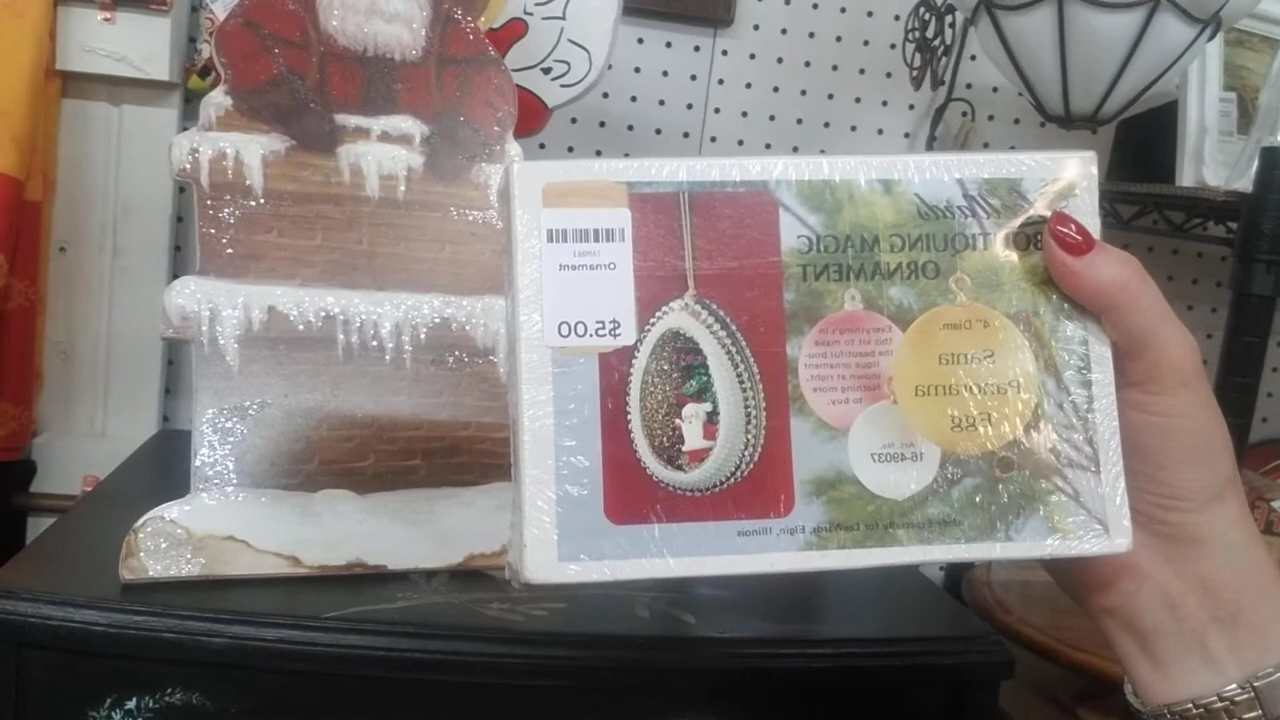 Wards
BOUTIQUING MAGIC
ORNAMENT
4" Diam.
Santa
Panorama
Egg
Everything's in
this kit to make
the beautiful bou-
tique ornament
shown at right.
Nothing more
to buy.
Art. No.
16-49037
Especially for LeeWards, Elgin, Illinois
Ornament
$5.00